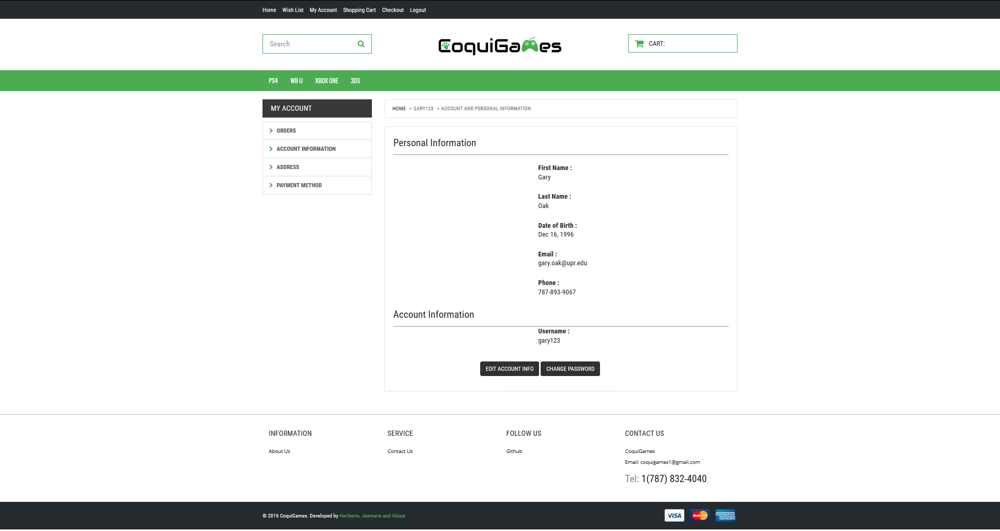 Home Wish List My Account Shopping Cart Checkout Logout
Search
CoquiGames
CART:
PS4 WII U XBOX ONE 3DS
MY ACCOUNT
ORDERS
ACCOUNT INFORMATION
ADDRESS
PAYMENT METHOD
HOME » GARY123 » ACCOUNT AND PERSONAL INFORMATION
Personal Information
First Name :
Gary
Last Name :
Oak
Date of Birth :
Dec 16, 1996
Email :
gary.oak@upr.edu
Phone :
787-893-9067
Account Information
Username :
gary123
EDIT ACCOUNT INFO CHANGE PASSWORD
INFORMATION
About Us
SERVICE
Contact Us
FOLLOW US
Github
CONTACT US
CoquiGames
Email: coquigames1@gmail.com
Tel: 1(787) 832-4040
© 2016 CoquiGames. Developed by Heriberto, Jesmarie and Abisai
VISA MasterCard AMERICAN EXPRESS